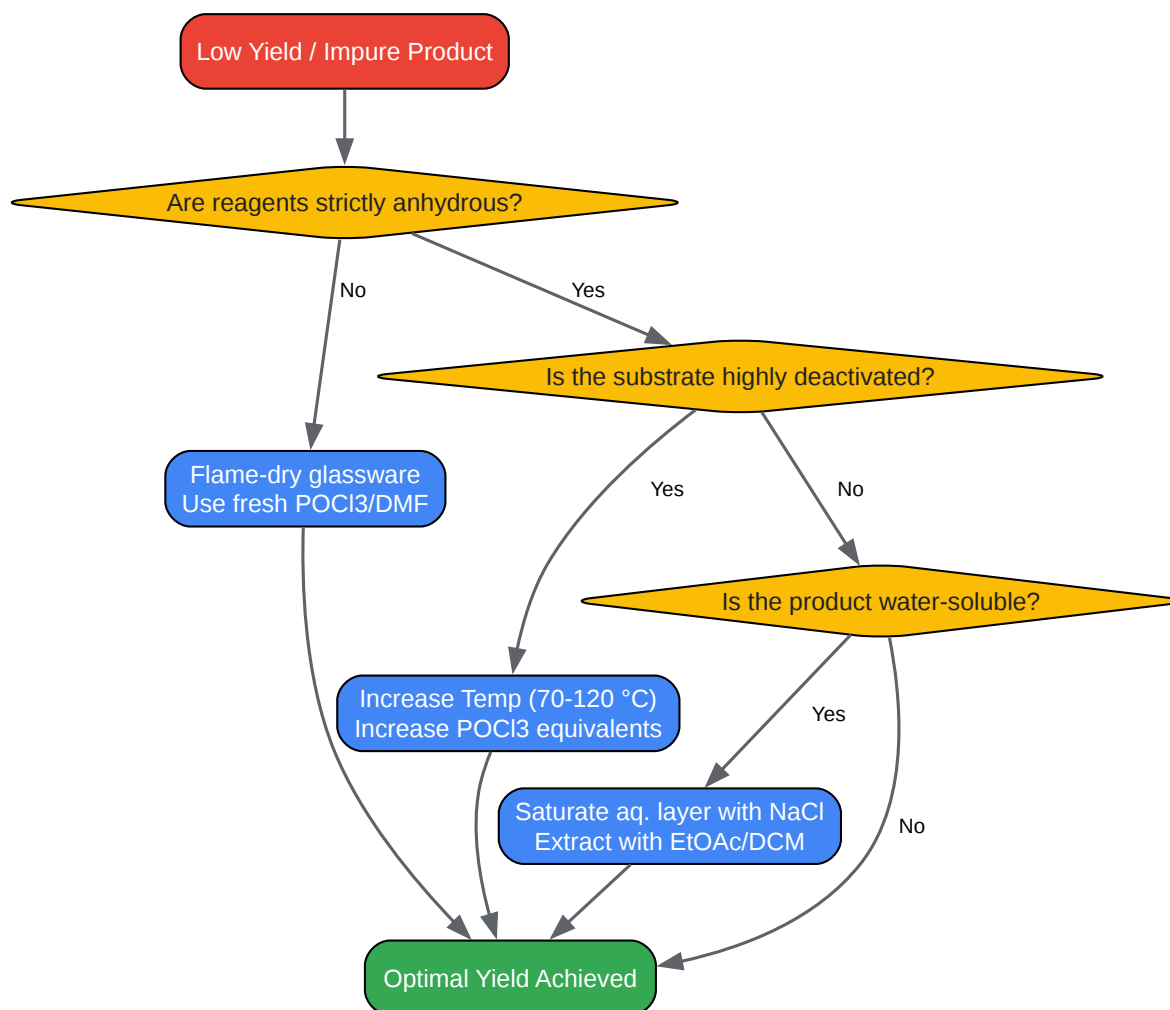 Low Yield / Impure Product
Are reagents strictly anhydrous?
No
Yes
Is the substrate highly deactivated?
Flame-dry glassware
Use fresh POCl3/DMF
Yes
No
Is the product water-soluble?
Increase Temp (70-120 °C)
Increase POCl3 equivalents
Yes
Saturate aq. layer with NaCl
Extract with EtOAc/DCM
No
Optimal Yield Achieved